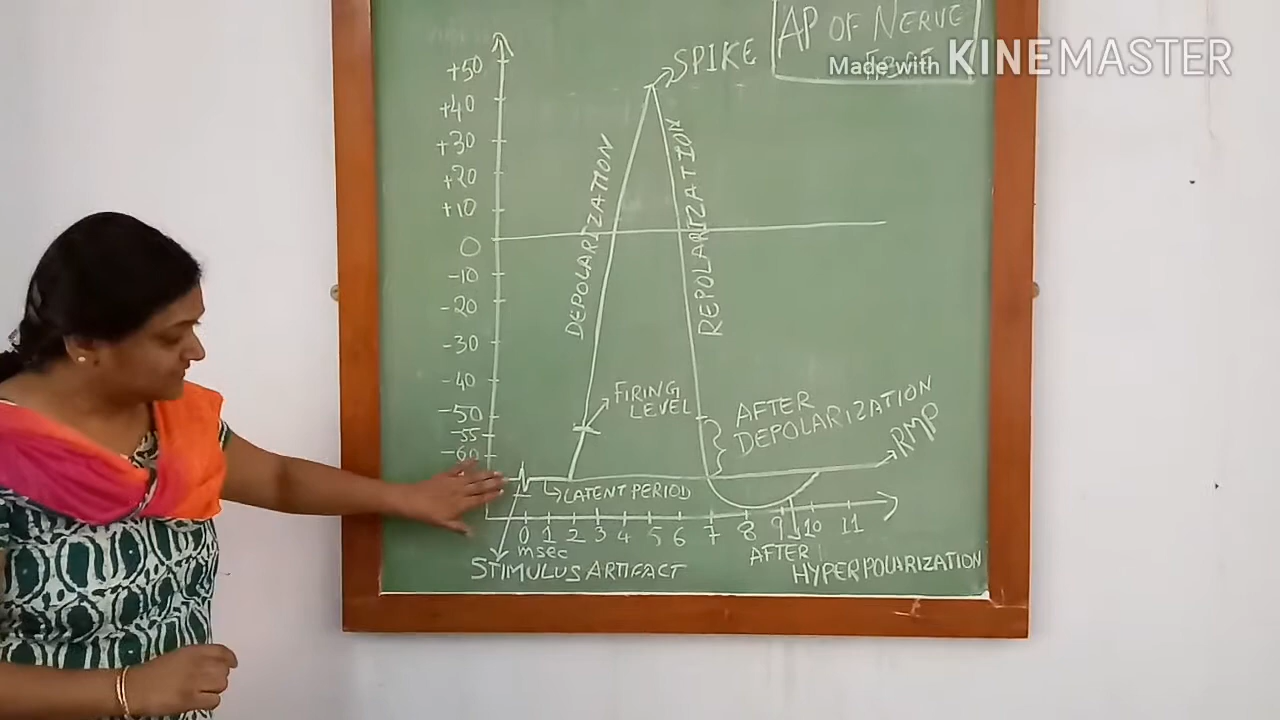 AP OF NERVE
Made with KINEMASTER
SPIKE
+50
+40
+30
+20
+10
0
-10
-20
-30
-40
-50
-55
-60
DEPOLARIZATION
REPOLARIZATION
FIRING
LEVEL
AFTER
DEPOLARIZATION
RMP
LATENT PERIOD
0 1 2 3 4 5 6 7 8 9 10 11
msec
STIMULUS ARTIFACT
AFTER
HYPERPOLARIZATION